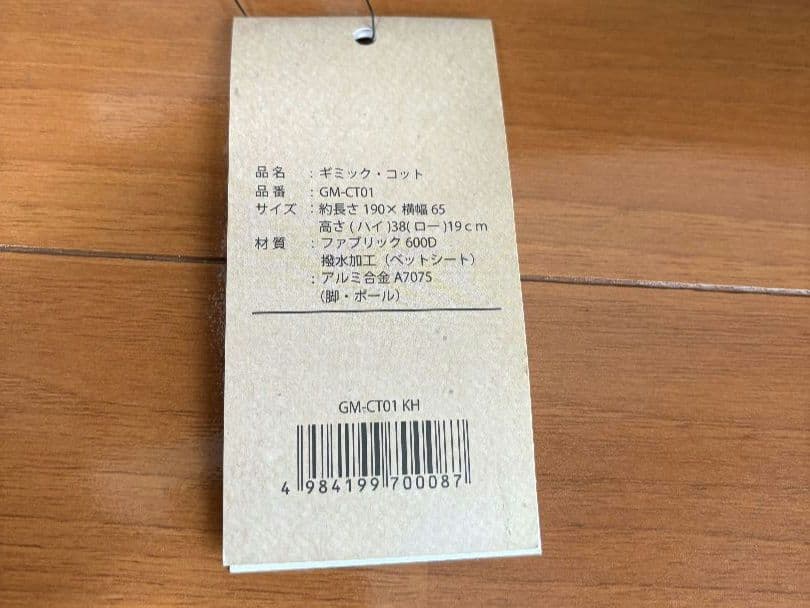 品名 : ギミック・コット
品番 : GM-CT01
サイズ : 約長さ 190× 横幅 65
高さ ( ハイ )38( ロー )19ｃｍ
材質 : ファブリック 600D
撥水加工（ベットシート）
: アルミ合金 A7075
（脚・ポール）
GM-CT01 KH
4 984199 700087